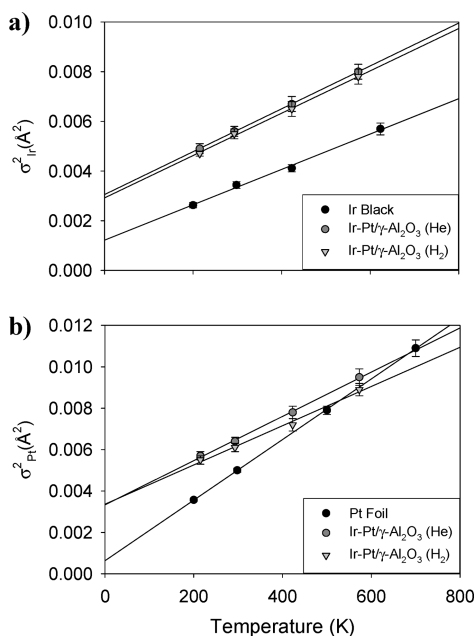 a)
0.010
0.008
0.006
0.004
0.002
0.000
σ²Ir(Å²)
Ir Black
Ir-Pt/γ-Al₂O₃ (He)
Ir-Pt/γ-Al₂O₃ (H₂)
b)
0.012
0.010
0.008
0.006
0.004
0.002
0.000
σ²Pt(Å²)
Pt Foil
Ir-Pt/γ-Al₂O₃ (He)
Ir-Pt/γ-Al₂O₃ (H₂)
0 200 400 600 800
Temperature (K)